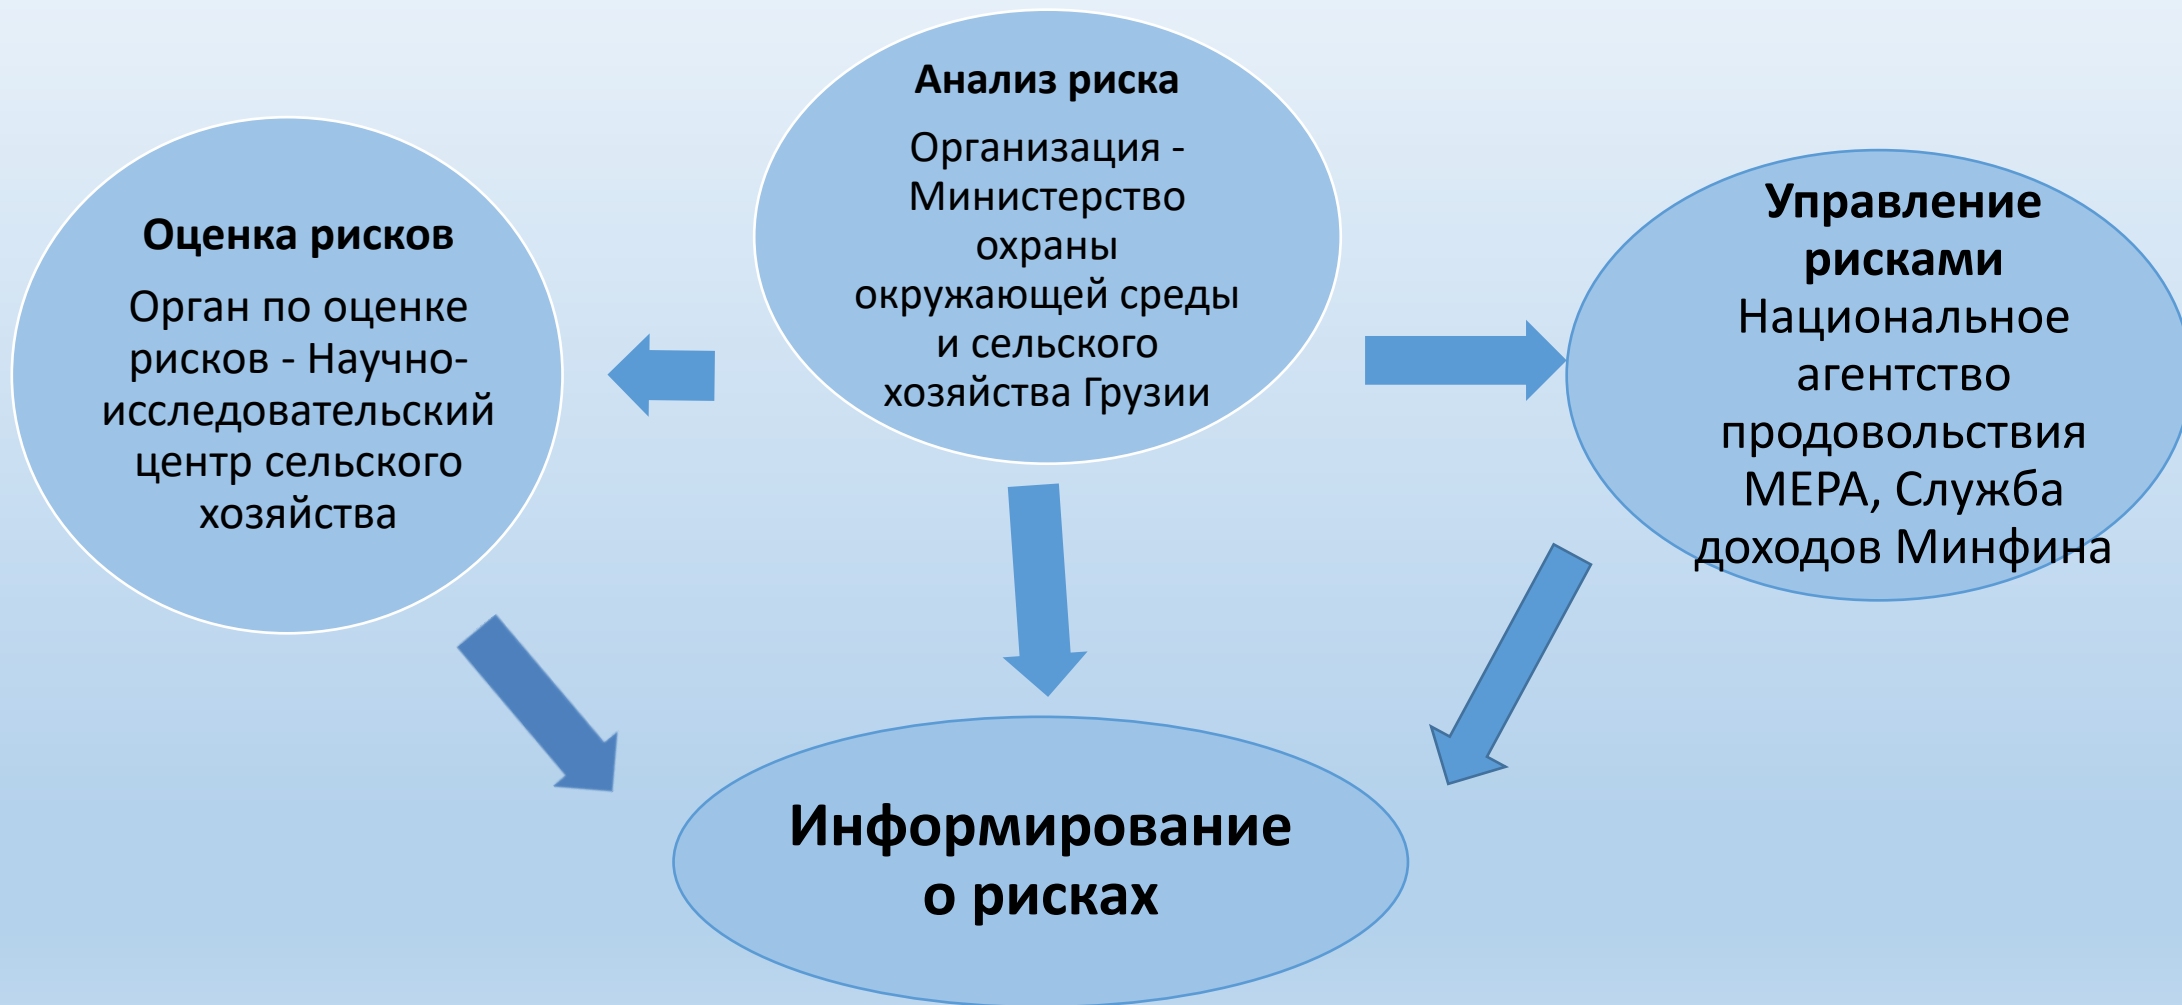 Анализ риска
Организация -
Министерство
охраны
окружающей среды
и сельского
хозяйства Грузии
Оценка рисков
Орган по оценке
рисков - Научно-
исследовательский
центр сельского
хозяйства
Управление
рисками
Национальное
агентство
продовольствия
МЕРА, Служба
доходов Минфина
Информирование
о рисках